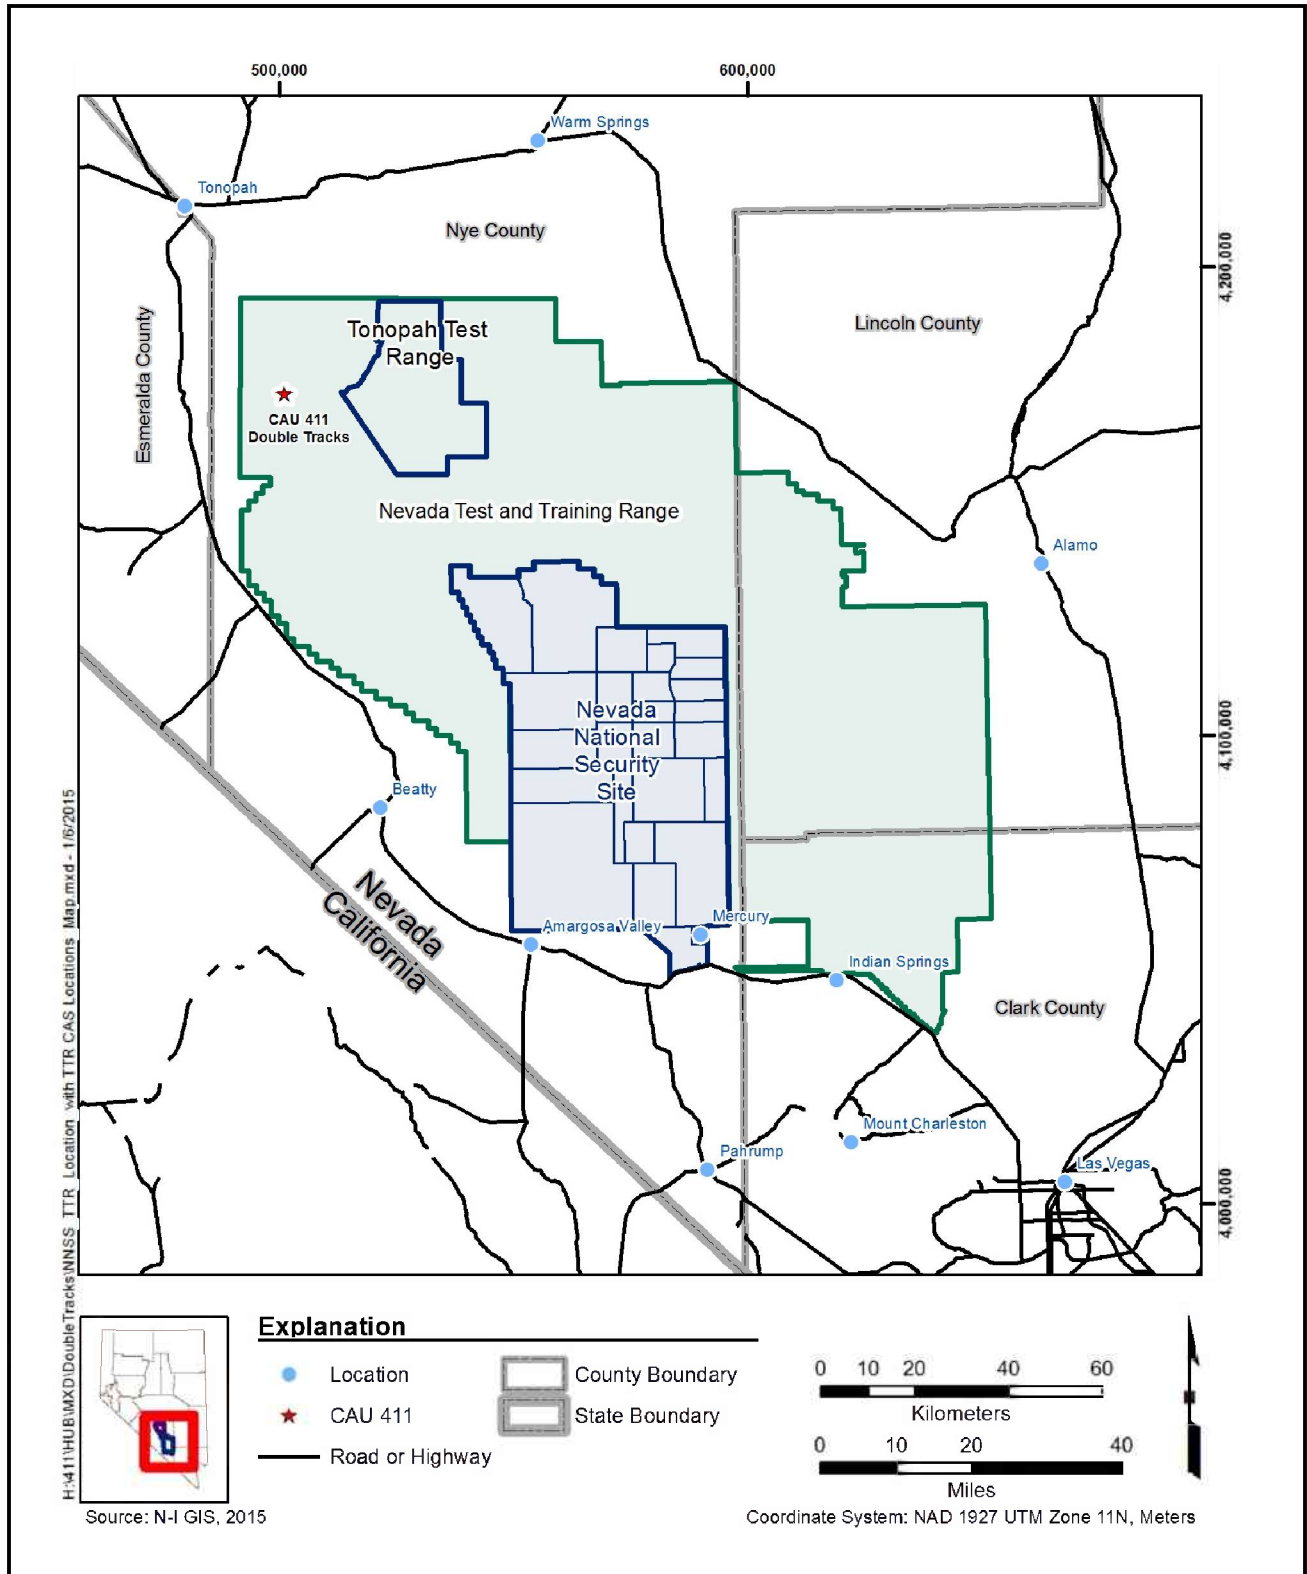 500,000
600,000
Warm Springs
Tonopah
Nye County
4,200,000
Esmeralda County
Lincoln County
Tonopah Test
Range
CAU 411
Double Tracks
Nevada Test and Training Range
Alamo
Nevada
National
Security
Site
4,100,000
Beatty
Nevada
California
Amargosa Valley
Mercury
Indian Springs
Clark County
Mount Charleston
Pahrump
Las Vegas
4,000,000
H:\411\HUB\MXD\DoubleTracks\NNSS_TTR_Location_with_TTR CAS Locations_Map.mxd - 1/6/2015
Explanation
Location
County Boundary
CAU 411
State Boundary
Road or Highway
0 10 20 40 60
Kilometers
0 10 20 40
Miles
Source: N-I GIS, 2015
Coordinate System: NAD 1927 UTM Zone 11N, Meters